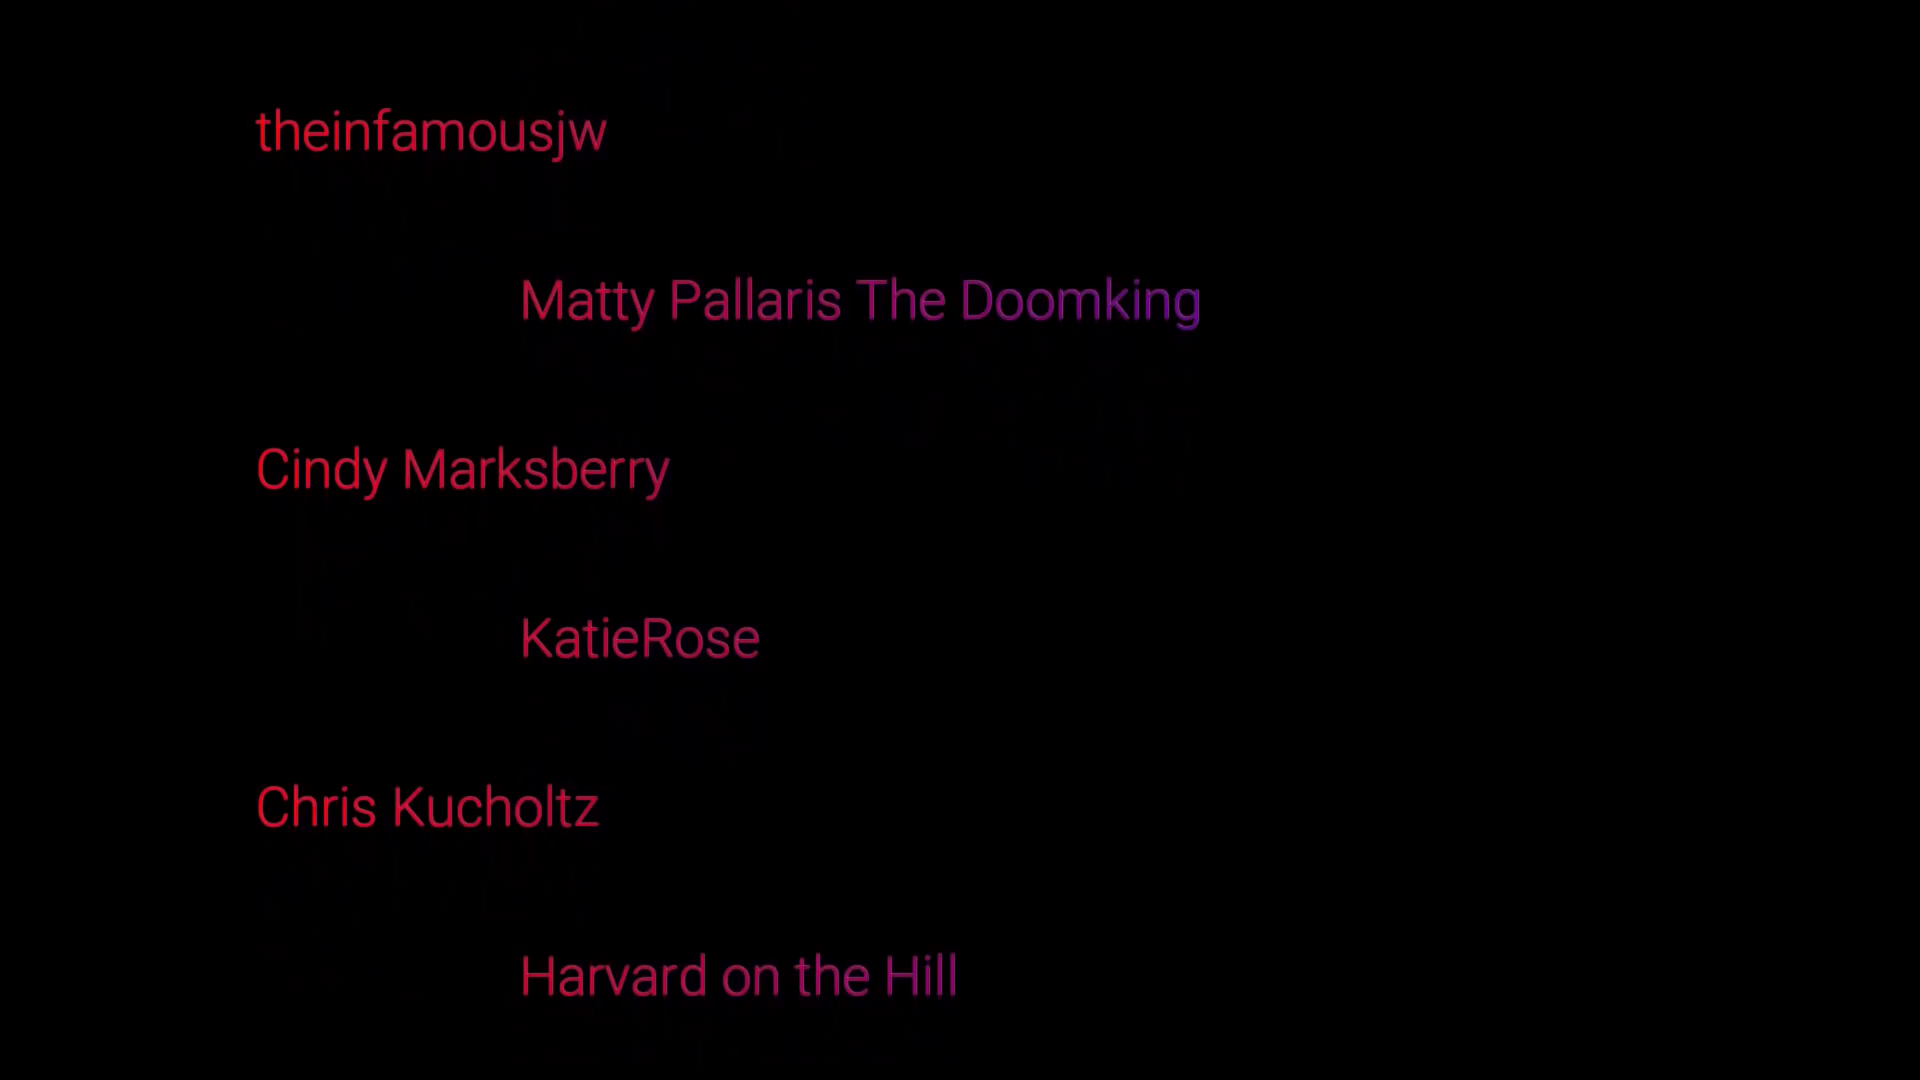 theinfamousjw
Matty Pallaris The Doomking
Cindy Marksberry
KatieRose
Chris Kucholtz
Harvard on the Hill